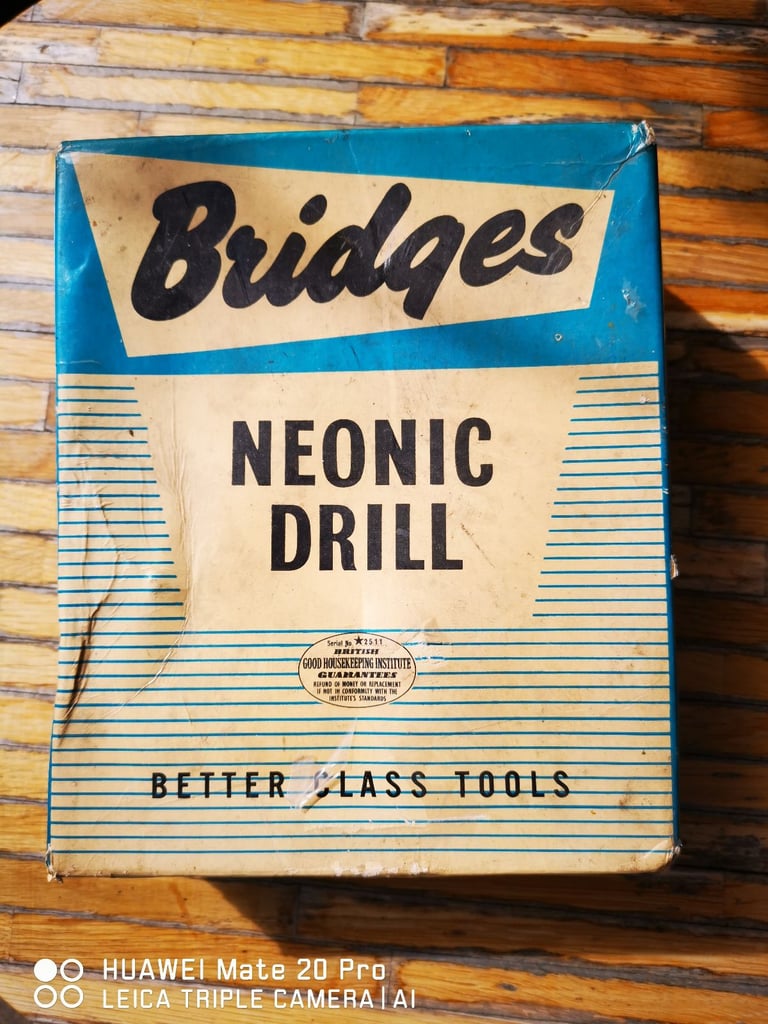 Bridges
NEONIC
DRILL
Serial No ★2511
BRITISH
GOOD HOUSEKEEPING INSTITUTE
GUARANTEES
REFUND OF MONEY OR REPLACEMENT
IF NOT IN CONFORMITY WITH THE
INSTITUTE'S STANDARDS
BETTER CLASS TOOLS
HUAWEI Mate 20 Pro
LEICA TRIPLE CAMERA | AI